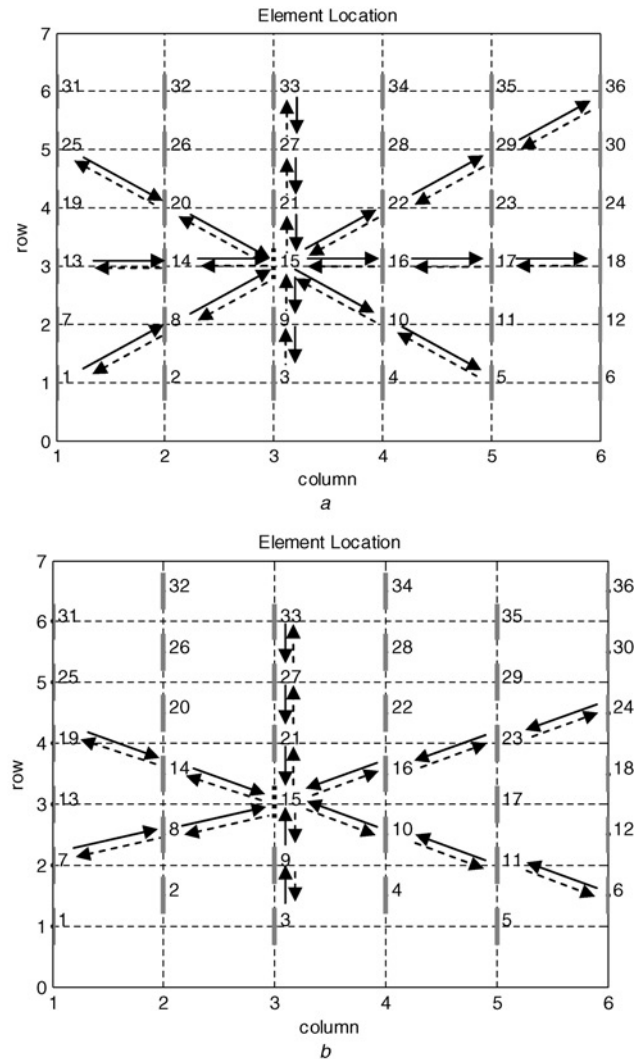 Element Location
7
31 32 33 34 35 36
6
25 26 27 28 29 30
5
19 20 21 22 23 24
4
row
13 14 15 16 17 18
3
7 8 9 10 11 12
2
1 2 3 4 5 6
1
0
1 2 3 4 5 6
column
a
Element Location
7
32 34 36
31 33 35
6
26 28 30
25 27 29
5
20 22 24
19 21 23
4
row
14 16 18
13 15 17
3
8 10 12
7 9 11
2
2 4 6
1 3 5
1
0
1 2 3 4 5 6
column
b